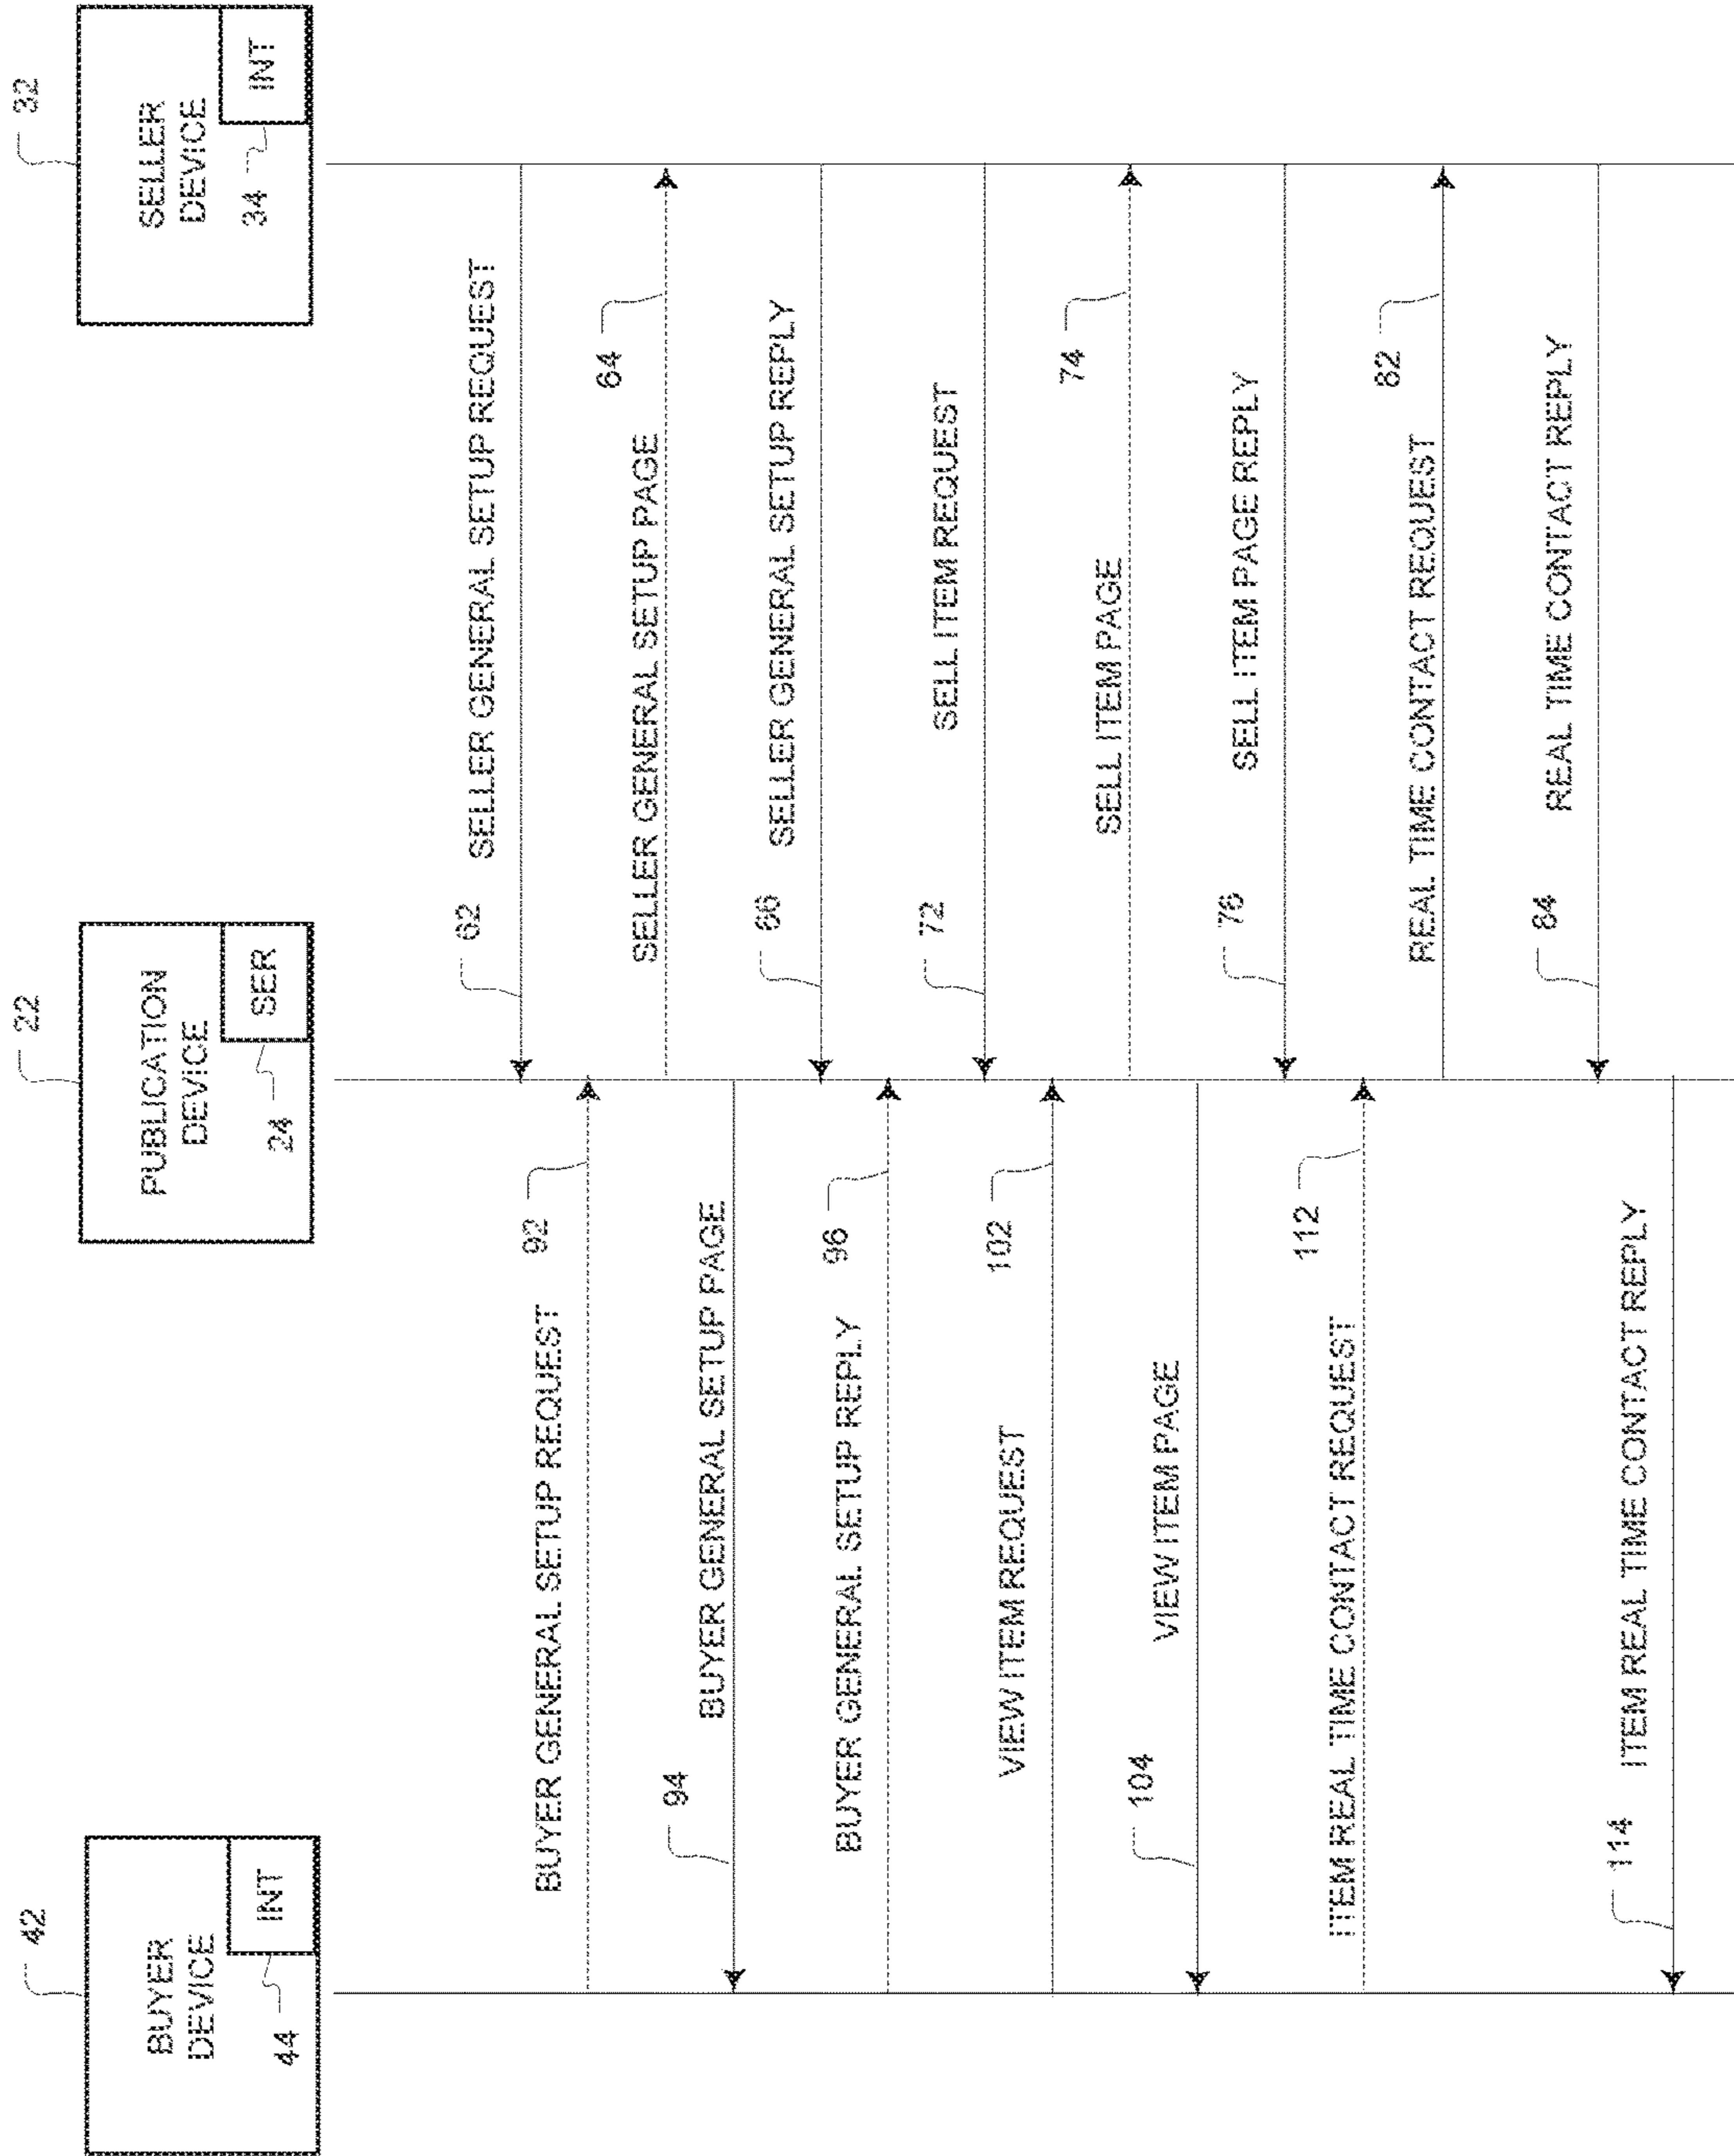 42
BUYER
DEVICE
INT
44
22
PUBLICATION
DEVICE
SER
24
32
SELLER
DEVICE
INT
34
62
SELLER GENERAL SETUP REQUEST
BUYER GENERAL SETUP REQUEST
92
SELLER GENERAL SETUP PAGE
64
94
BUYER GENERAL SETUP PAGE
66
SELLER GENERAL SETUP REPLY
BUYER GENERAL SETUP REPLY
96
72
SELL ITEM REQUEST
VIEW ITEM REQUEST
102
SELL ITEM PAGE
74
104
VIEW ITEM PAGE
76
SELL ITEM PAGE REPLY
ITEM REAL TIME CONTACT REQUEST
112
REAL TIME CONTACT REQUEST
82
84
REAL TIME CONTACT REPLY
114
ITEM REAL TIME CONTACT REPLY